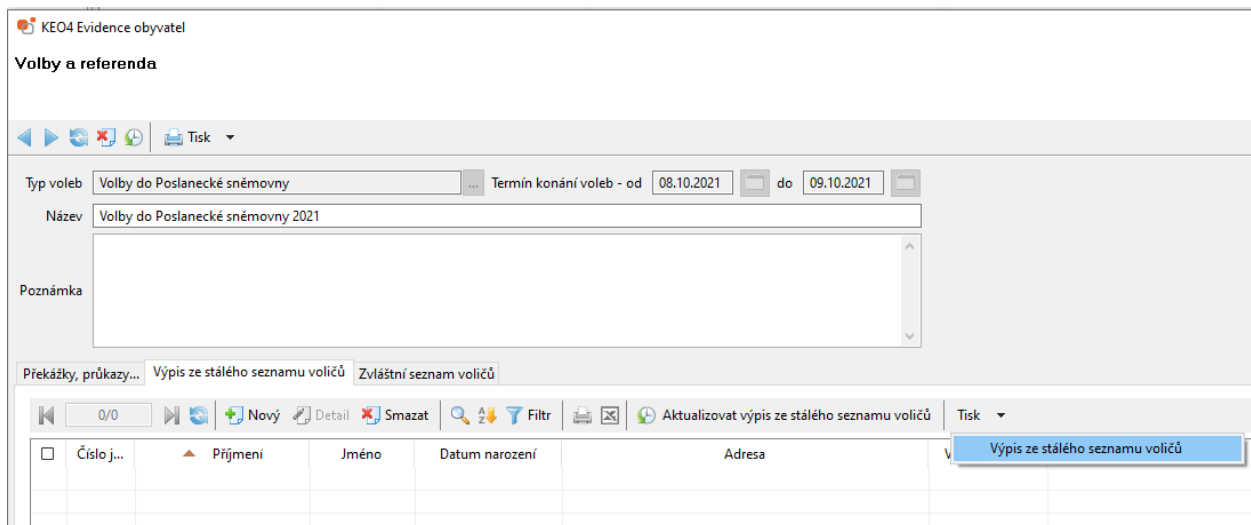 KEO4 Evidence obyvatel
Volby a referenda
Tisk
Typ voleb Volby do Poslanecké sněmovny ... Termín konání voleb - od 08.10.2021 do 09.10.2021
Název Volby do Poslanecké sněmovny 2021
Poznámka
Překážky, průkazy... Výpis ze stálého seznamu voličů Zvláštní seznam voličů
0/0 Nový Detail Smazat Filtr Aktualizovat výpis ze stálého seznamu voličů Tisk
Výpis ze stálého seznamu voličů
Číslo j... Příjmení Jméno Datum narození Adresa V